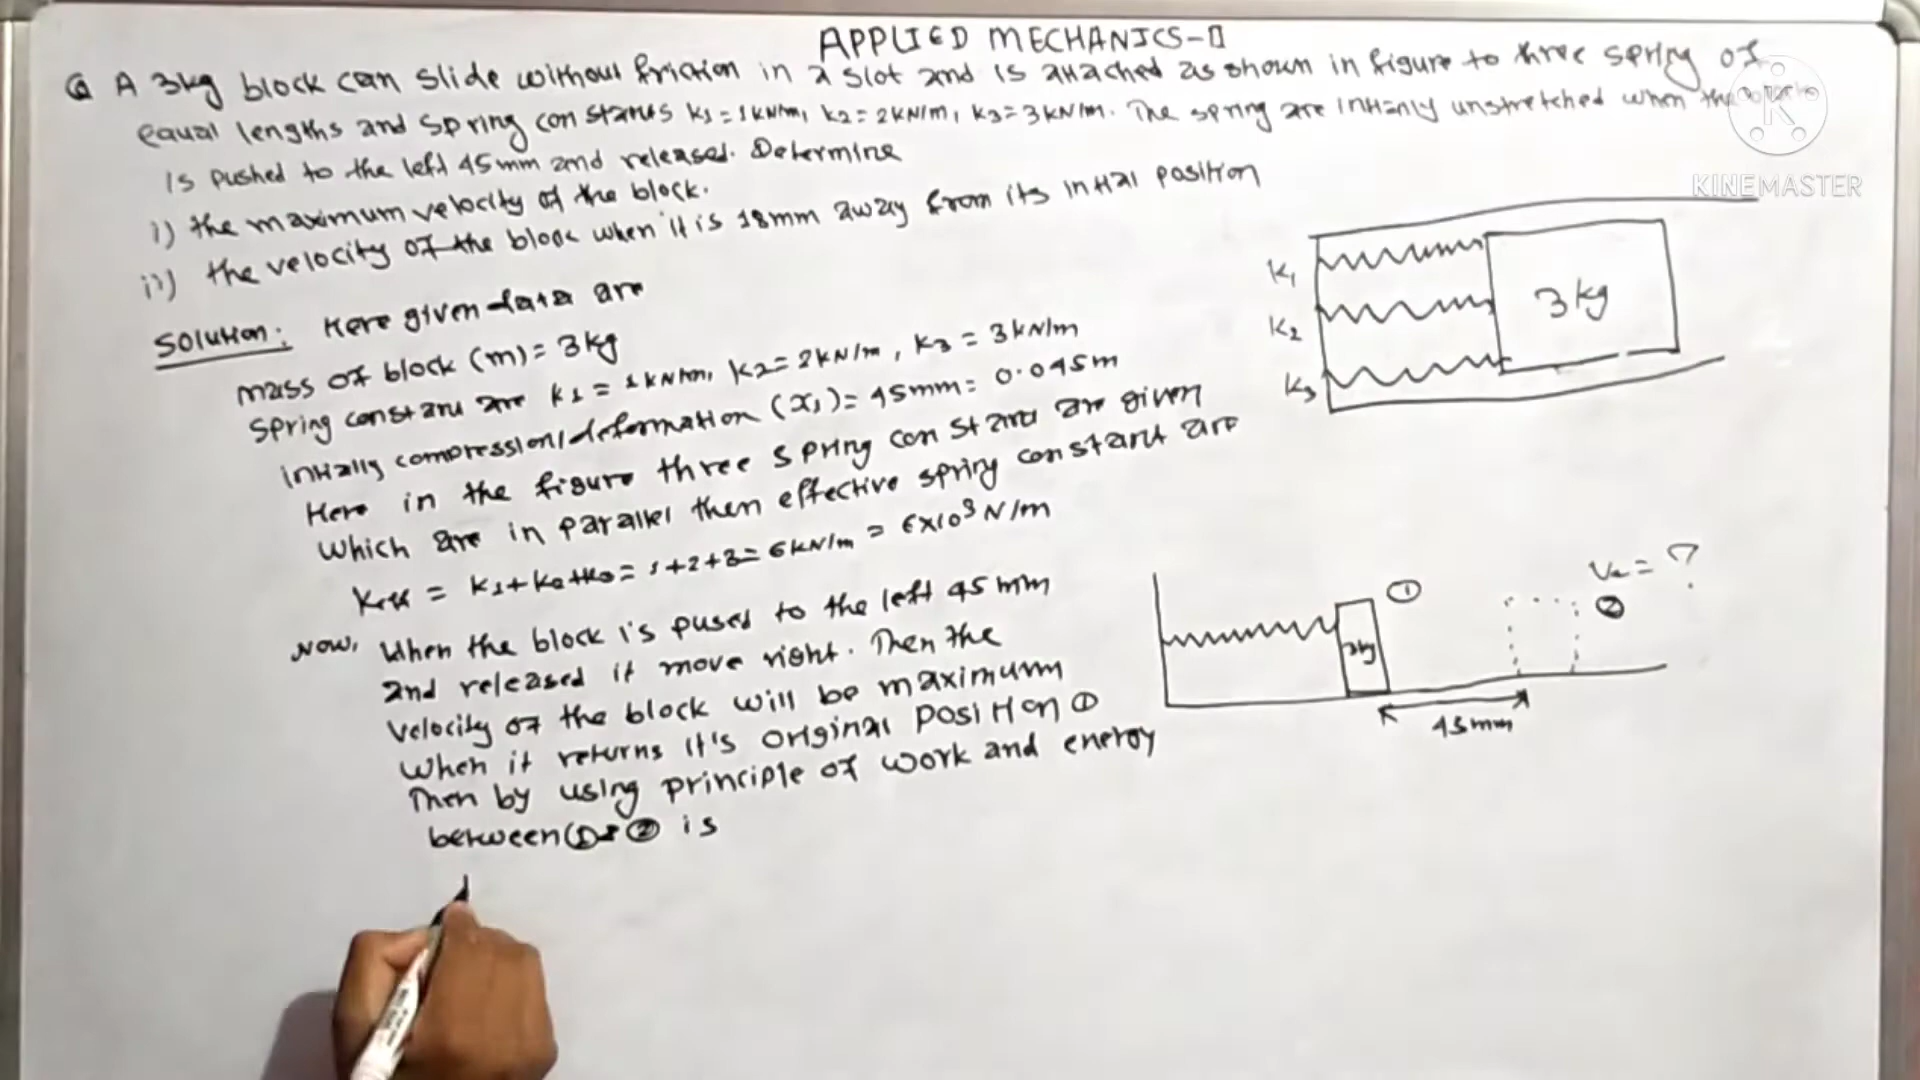 APPLIED MECHANICS-II
Q A 3kg block can slide without friction in a slot and is attached as shown in figure to three spring of
equal lengths and spring constants K1 = 1kN/m, K2 = 2kN/m, K3 = 3kN/m. The spring are initially unstretched when the
is pushed to the left 45mm and released. Determine
i) the maximum velocity of the block.
ii) the velocity of the block when it is 18mm away from its initial position
KINEMASTER
Solution: Here given data are
mass of block (m) = 3kg
Spring constant are K1 = 1kN/m, K2 = 2kN/m, K3 = 3kN/m
Initially compression/deformation (x1) = 45mm = 0.045m
Here in the figure three spring constant are given
which are in parallel then effective spring constant are
Keff = K1+K2+K3 = 1+2+3 = 6kN/m = 6x10³ N/m
Now, When the block is pused to the left 45mm
and released it move right. Then the
velocity of the block will be maximum
when it returns it's original position ①
Then by using principle of work and energy
between ① & ② is
K1
K2
K3
3kg
①
V2 = ?
②
3kg
45mm